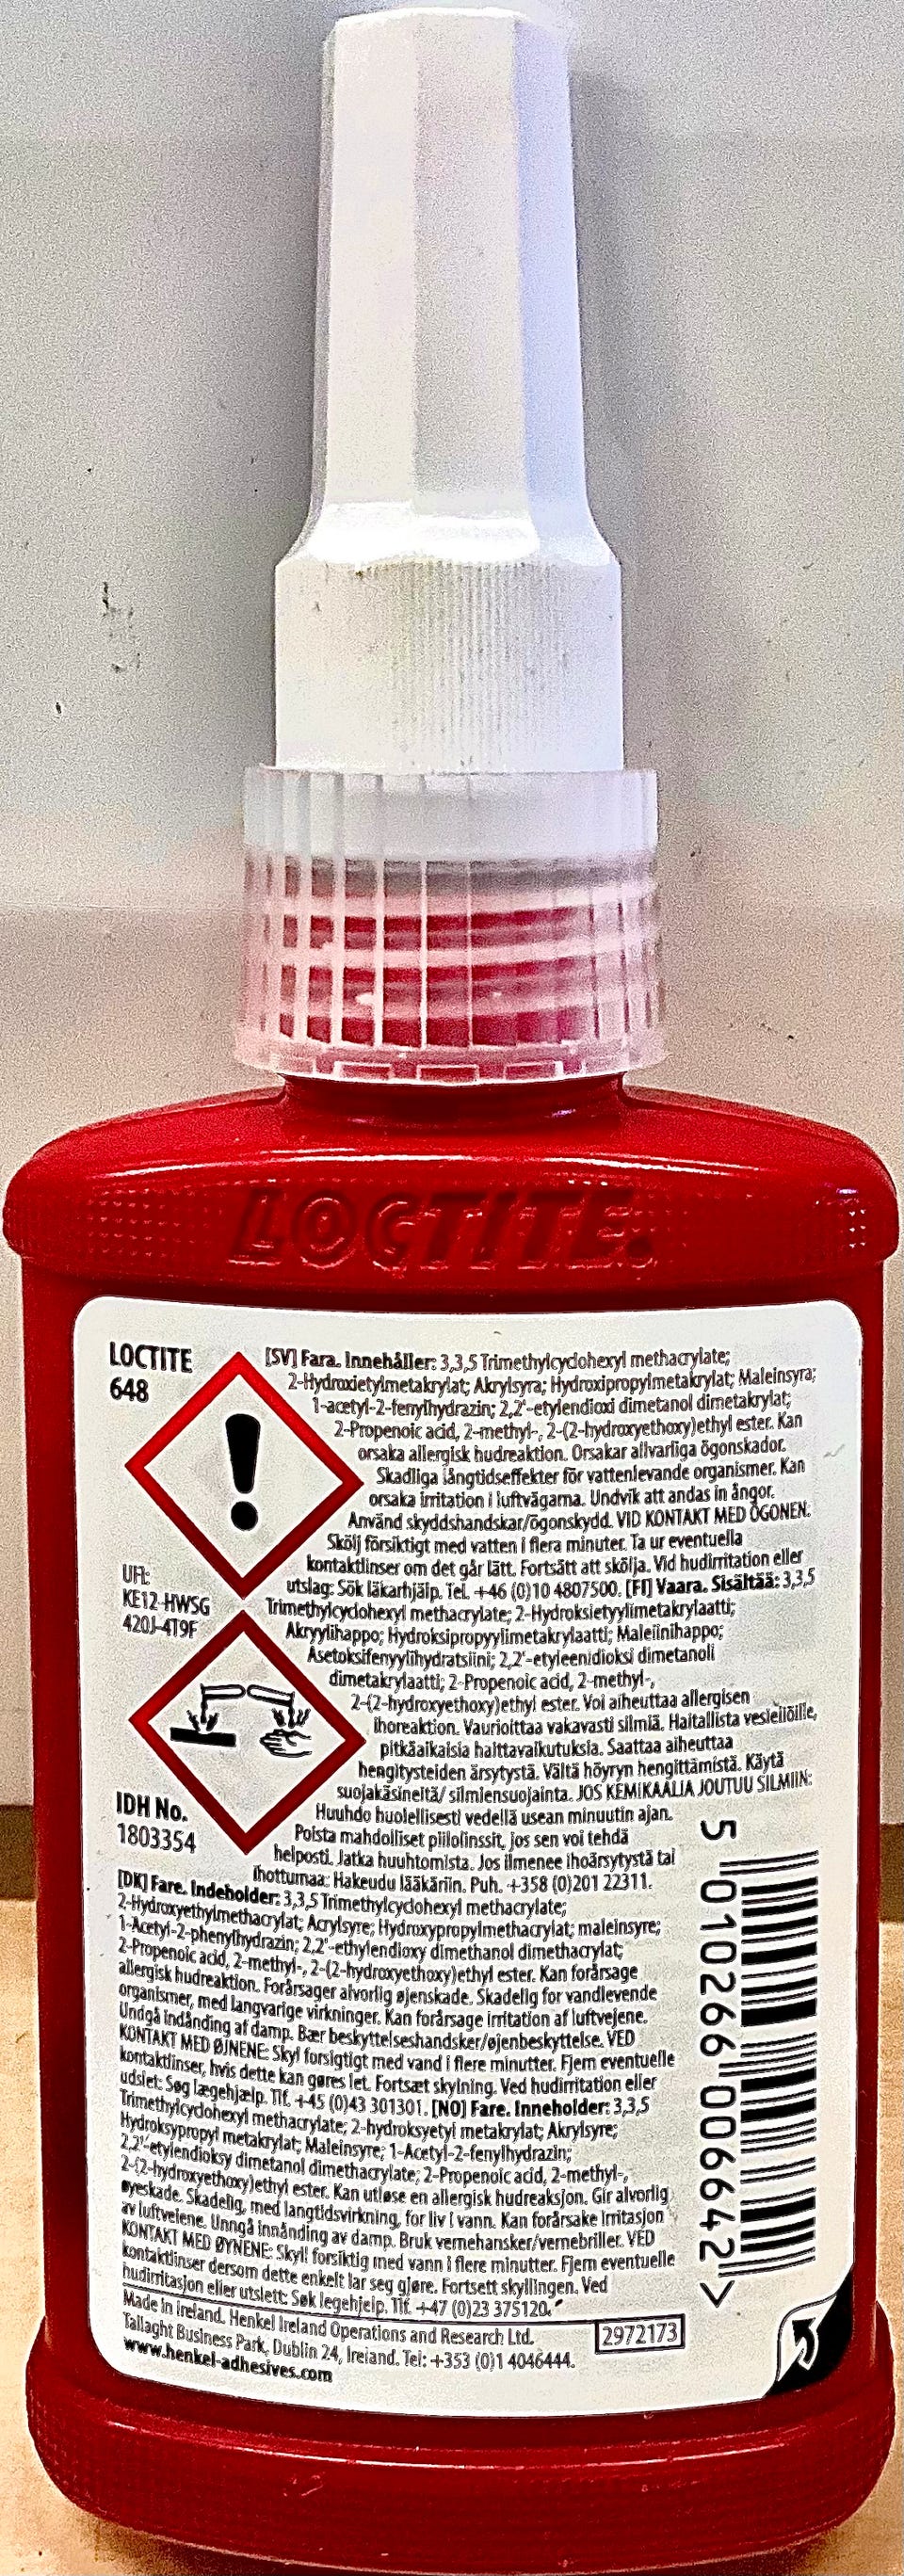 LOCTITE.
LOCTITE
648
[SV] Fara. Innehåller: 3,3,5 Trimethylcyclohexyl methacrylate;
2-Hydroxietylmetakrylat; Akrylsyra; Hydroxipropylmetakrylat; Maleinsyra;
1-acetyl-2-fenylhydrazin; 2,2'-etylendioxi dimetanol dimetakrylat;
2-Propenoic acid, 2-methyl-, 2-(2-hydroxyethoxy)ethyl ester. Kan
orsaka allergisk hudreaktion. Orsakar allvarliga ögonskador.
Skadliga långtidseffekter för vattenlevande organismer. Kan
orsaka irritation i luftvägarna. Undvik att andas in ångor.
Använd skyddshandskar/ögonskydd. VID KONTAKT MED ÖGONEN:
Skölj försiktigt med vatten i flera minuter. Ta ur eventuella
kontaktlinser om det går lätt. Fortsätt att skölja. Vid hudirritation eller
utslag: Sök läkarhjälp. Tel. +46 (0)10 4807500. [FI] Vaara. Sisältää: 3,3,5
Trimethylcyclohexyl methacrylate; 2-Hydroksietyylimetakrylaatti;
Akryylihappo; Hydroksipropyylimetakrylaatti; Maleiinihappo;
Asetoksifenyylihydratsiini; 2,2'-etyleenidioksi dimetanoli
dimetakrylaatti; 2-Propenoic acid, 2-methyl-,
2-(2-hydroxyethoxy)ethyl ester. Voi aiheuttaa allergisen
ihoreaktion. Vaurioittaa vakavasti silmiä. Haitallista vesieliöille,
pitkäaikaisia haittavaikutuksia. Saattaa aiheuttaa
hengitysteiden ärsytystä. Vältä höyryn hengittämistä. Käytä
suojakäsineitä/ silmiensuojainta. JOS KEMIKAALIA JOUTUU SILMIIN:
Huuhdo huolellisesti vedellä usean minuutin ajan.
Poista mahdolliset piilolinssit, jos sen voi tehdä
helposti. Jatka huuhtomista. Jos ilmenee ihoärsytystä tai
ihottumaa: Hakeudu lääkäriin. Puh. +358 (0)201 22311.
UFI:
KE12-HWSG
420J-4T9F
IDH No.
1803354
[DK] Fare. Indeholder: 3,3,5 Trimethylcyclohexyl methacrylate;
2-Hydroxyethylmethacrylat; Acrylsyre; Hydroxypropylmethacrylat; maleinsyre;
1-Acetyl-2-phenylhydrazin; 2,2'-ethylendioxy dimethanol dimethacrylat;
2-Propenoic acid, 2-methyl-, 2-(2-hydroxyethoxy)ethyl ester. Kan forårsage
allergisk hudreaktion. Forårsager alvorlig øjenskade. Skadelig for vandlevende
organismer, med langvarige virkninger. Kan forårsage irritation af luftvejene.
Undgå indånding af damp. Bær beskyttelseshandsker/øjenbeskyttelse. VED
KONTAKT MED ØJNENE: Skyl forsigtigt med vand i flere minutter. Fjern eventuelle
kontaktlinser, hvis dette kan gøres let. Fortsæt skylning. Ved hudirritation eller
udslet: Søg lægehjælp. Tlf. +45 (0)43 301301. [NO] Fare. Inneholder: 3,3,5
Trimethylcyclohexyl methacrylate; 2-hydroksyetyl metakrylat; Akrylsyre;
Hydroksypropyl metakrylat; Maleinsyre; 1-Acetyl-2-fenylhydrazin;
2,2'-etylendioksy dimetanol dimethacrylate; 2-Propenoic acid, 2-methyl-,
2-(2-hydroxyethoxy)ethyl ester. Kan utløse en allergisk hudreaksjon. Gir alvorlig
øyeskade. Skadelig, med langtidsvirkning, for liv i vann. Kan forårsake irritasjon
av luftveiene. Unngå innånding av damp. Bruk vernehansker/vernebriller. VED
KONTAKT MED ØYNENE: Skyll forsiktig med vann i flere minutter. Fjern eventuelle
kontaktlinser dersom dette enkelt lar seg gjøre. Fortsett skyllingen. Ved
hudirritasjon eller utslett: Søk legehjelp. Tlf. +47 (0)23 375120.
Made in Ireland. Henkel Ireland Operations and Research Ltd.
Tallaght Business Park, Dublin 24, Ireland. Tel: +353 (0)1 4046444.
www.henkel-adhesives.com
2972173
5 010266 006642 >